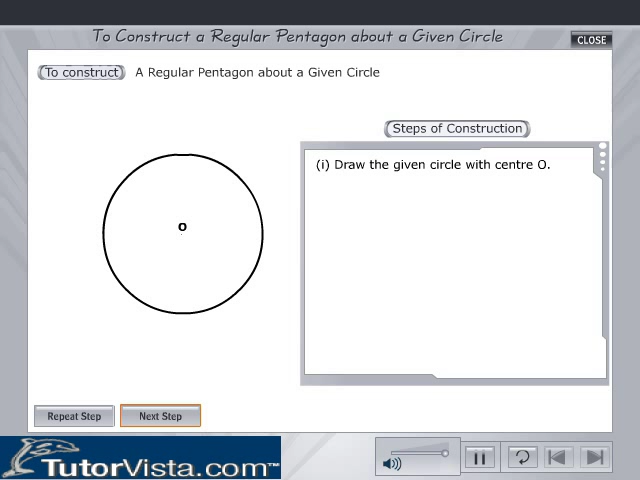 To Construct a Regular Pentagon about a Given Circle
CLOSE
To construct A Regular Pentagon about a Given Circle
Steps of Construction
(i) Draw the given circle with centre O.
O
Repeat Step
Next Step
TutorVista.com™